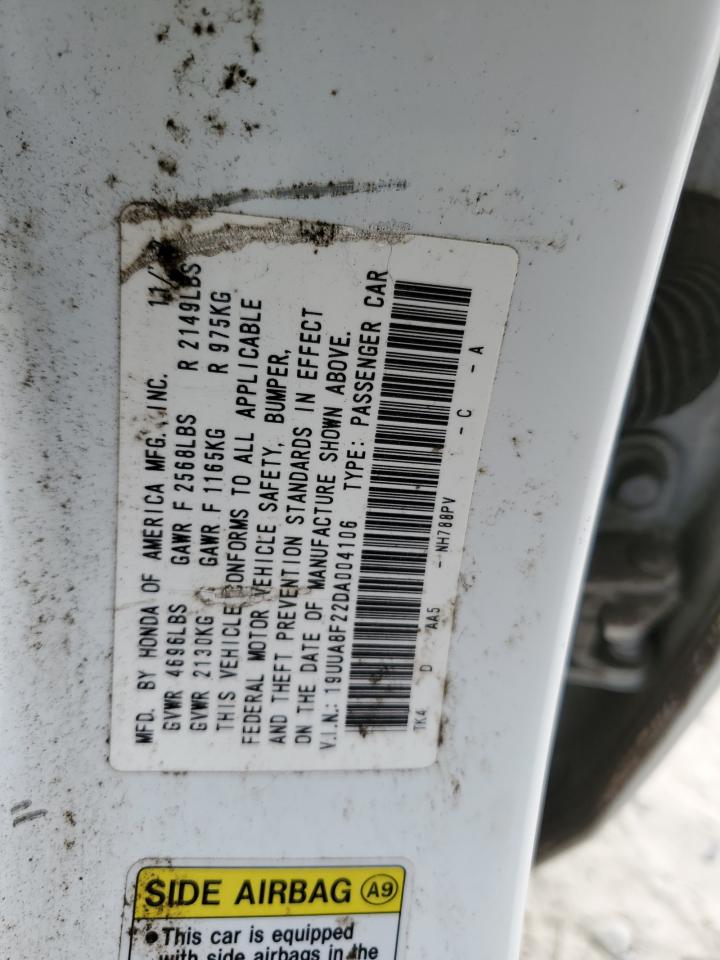 MFD. BY HONDA OF AMERICA MFG., INC. 11/
GVWR 4696LBS GAWR F 2568LBS R 2149LBS
GVWR 2130KG GAWR F 1165KG R 975KG
THIS VEHICLE CONFORMS TO ALL APPLICABLE
FEDERAL MOTOR VEHICLE SAFETY, BUMPER,
AND THEFT PREVENTION STANDARDS IN EFFECT
ON THE DATE OF MANUFACTURE SHOWN ABOVE.
V.I.N.: 19UUA8F22DA004106 TYPE: PASSENGER CAR
TK4 D AA5 - NH788PV - C - A
SIDE AIRBAG A9
•This car is equipped
with side airbags in the